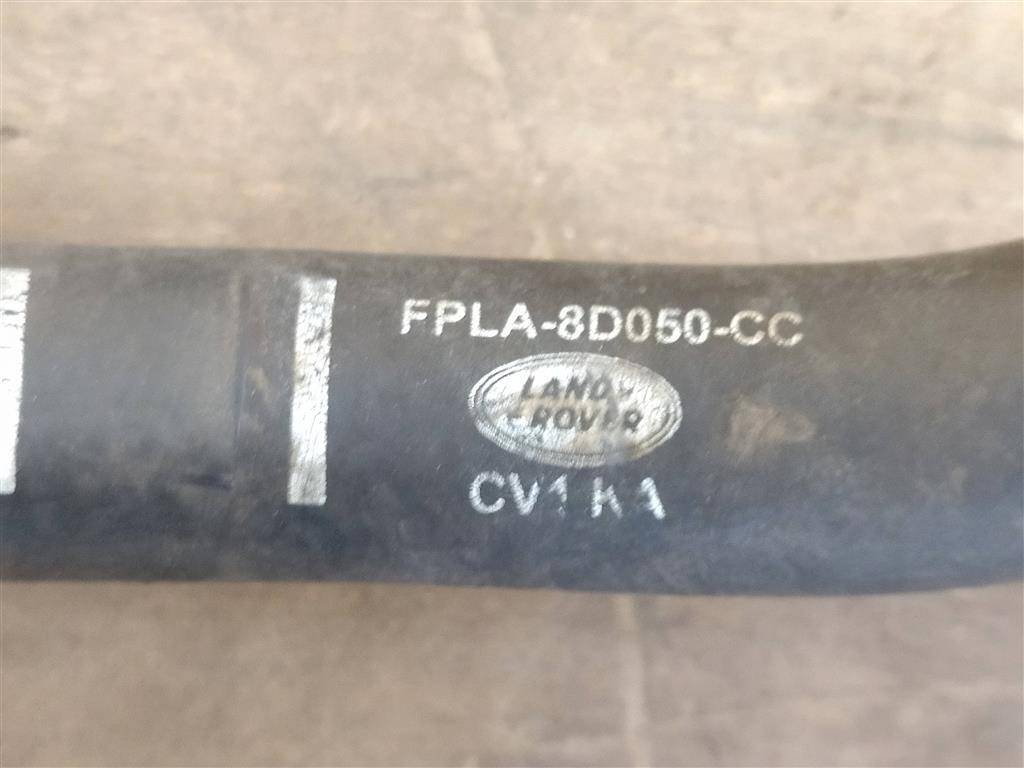 FPLA-8D050-CC
LAND
ROVER
CV1 KA